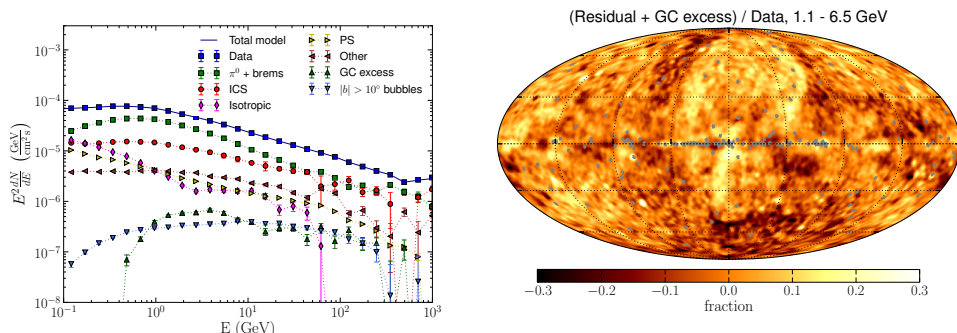 10⁻³
10⁻⁴
10⁻⁵
10⁻⁶
10⁻⁷
10⁻⁸
E² dN/dE (GeV/cm² s)
Total model
Data
π⁰ + brems
ICS
Isotropic
PS
Other
GC excess
|b| > 10° bubbles
10⁻¹ 10⁰ 10¹ 10² 10³
E (GeV)
(Residual + GC excess) / Data, 1.1 - 6.5 GeV
−0.3 −0.2 −0.1 0.0 0.1 0.2 0.3
fraction